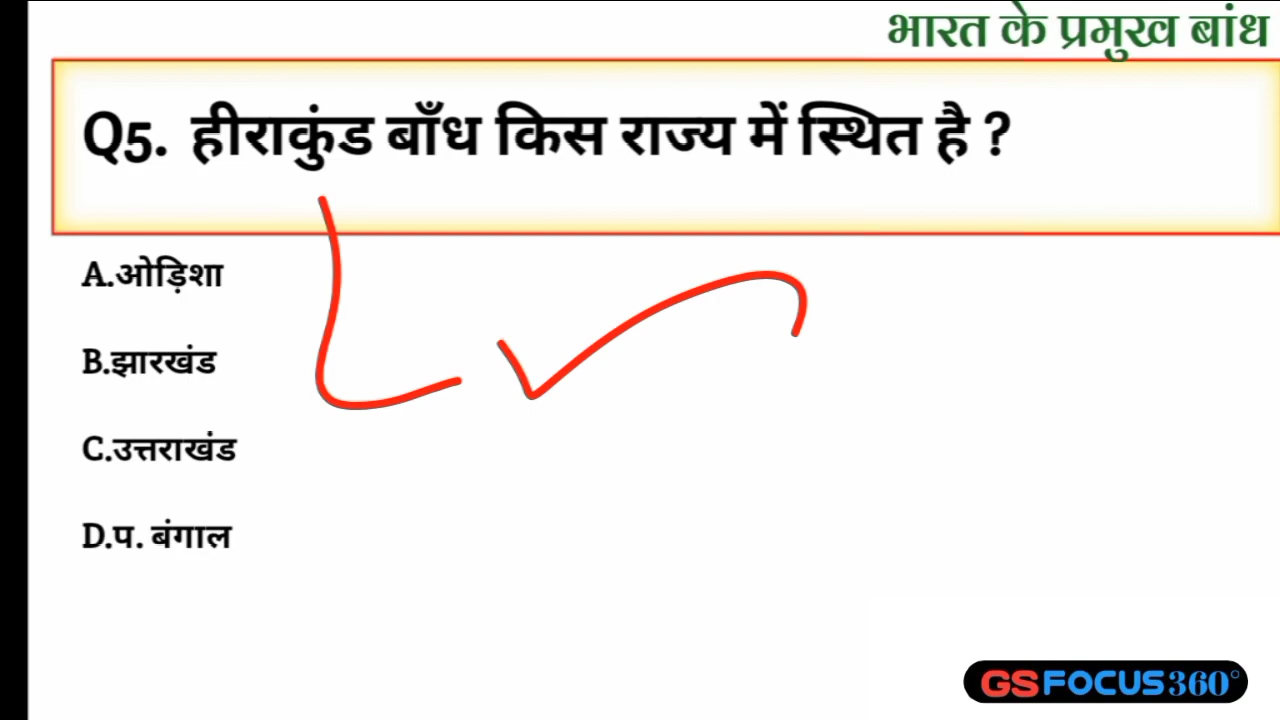 भारत के प्रमुख बांध
Q5. हीराकुंड बाँध किस राज्य में स्थित है ?
A.ओड़िशा
B.झारखंड
C.उत्तराखंड
D.प. बंगाल
GSFOCUS360°